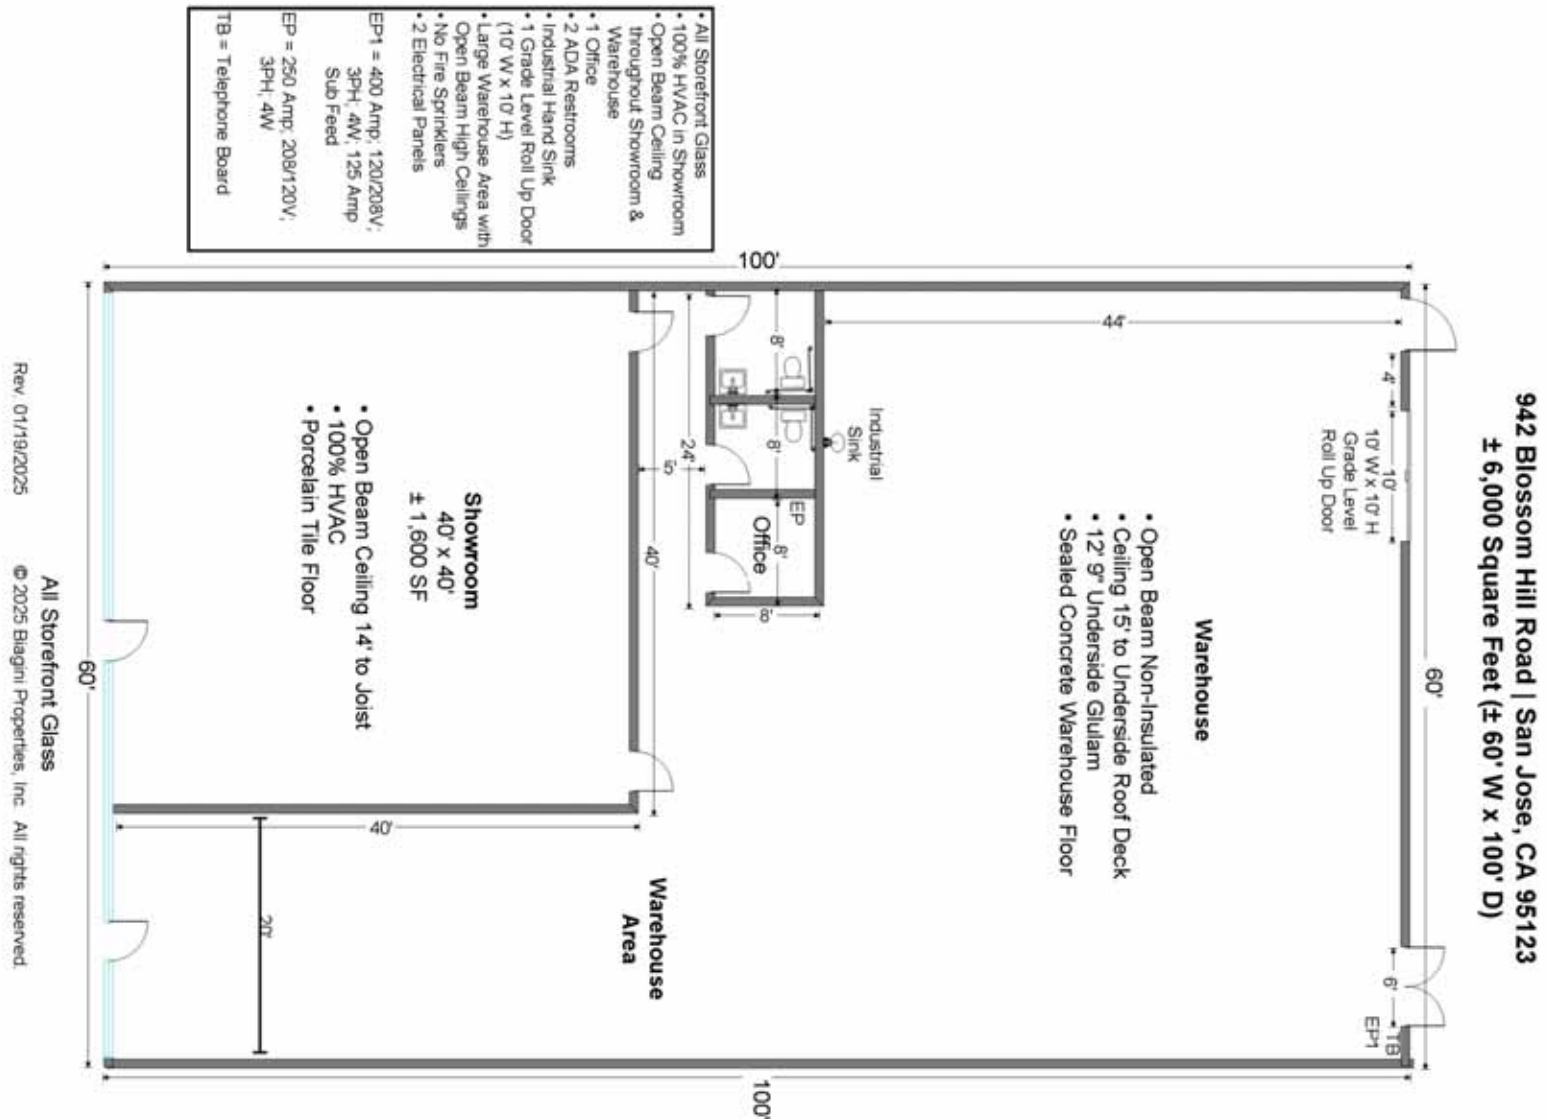 942 Blossom Hill Road | San Jose, CA 95123
± 6,000 Square Feet (± 60' W x 100' D)
60'
10' W x 10' H
Grade Level
Roll Up Door
4'
10'
6'
TB
EP1
44'
Warehouse
• Open Beam Non-Insulated
• Ceiling 15' to Underside Roof Deck
• 12' 9" Underside Glulam
• Sealed Concrete Warehouse Floor
Industrial
Sink
8'
8'
8'
EP
Office
8'
24'
40'
100'
100'
Warehouse
Area
Showroom
40' x 40'
± 1,600 SF
• Open Beam Ceiling 14' to Joist
• 100% HVAC
• Porcelain Tile Floor
40'
20'
60'
All Storefront Glass
Rev. 01/19/2025
© 2025 Biagini Properties, Inc. All rights reserved.
• All Storefront Glass
• 100% HVAC in Showroom
• Open Beam Ceiling
throughout Showroom &
Warehouse
• 1 Office
• 2 ADA Restrooms
• Industrial Hand Sink
• 1 Grade Level Roll Up Door
(10' W x 10' H)
• Large Warehouse Area with
Open Beam High Ceilings
• No Fire Sprinklers
• 2 Electrical Panels
EP1 = 400 Amp; 120/208V;
3PH; 4W; 125 Amp
Sub Feed
EP = 250 Amp; 208/120V;
3PH; 4W
TB = Telephone Board